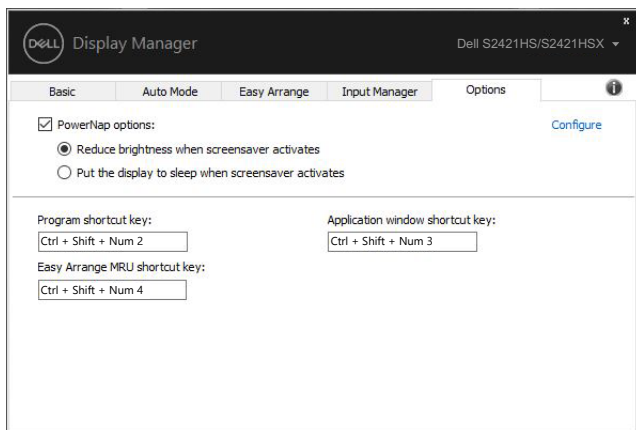 x
DELL Display Manager
Dell S2421HS/S2421HSX
Basic Auto Mode Easy Arrange Input Manager Options i
PowerNap options: Configure
Reduce brightness when screensaver activates
Put the display to sleep when screensaver activates
Program shortcut key: Application window shortcut key:
Ctrl + Shift + Num 2 Ctrl + Shift + Num 3
Easy Arrange MRU shortcut key:
Ctrl + Shift + Num 4